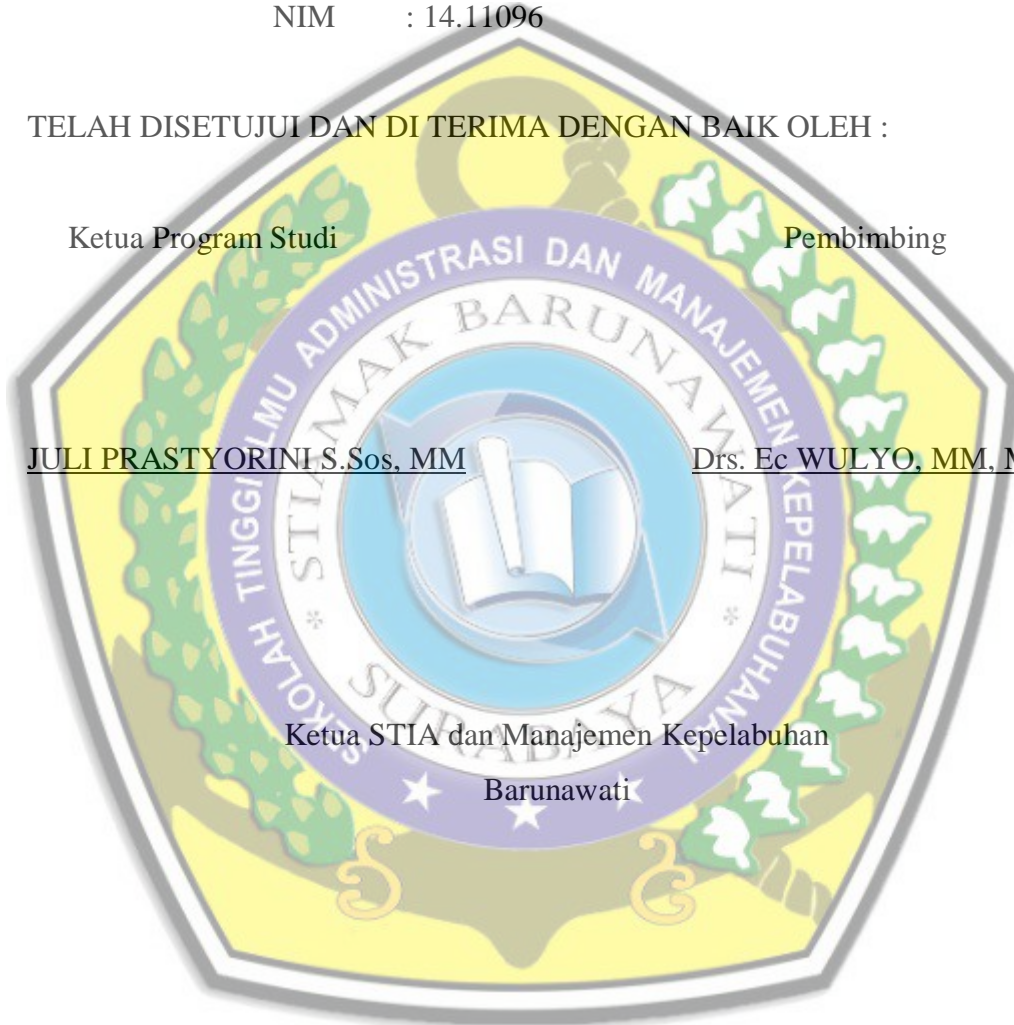 NIM : 14.11096
TELAH DISETUJUI DAN DI TERIMA DENGAN BAIK OLEH :
Ketua Program Studi Pembimbing
JULI PRASTYORINI S.Sos, MM Drs. Ec WULYO, MM, M
Ketua STIA dan Manajemen Kepelabuhan
Barunawati
SEKOLAH TINGGI ILMU ADMINISTRASI DAN MANAJEMEN KEPELABUHANAN
* STIAMAK BARUNAWATI *
SURABAYA